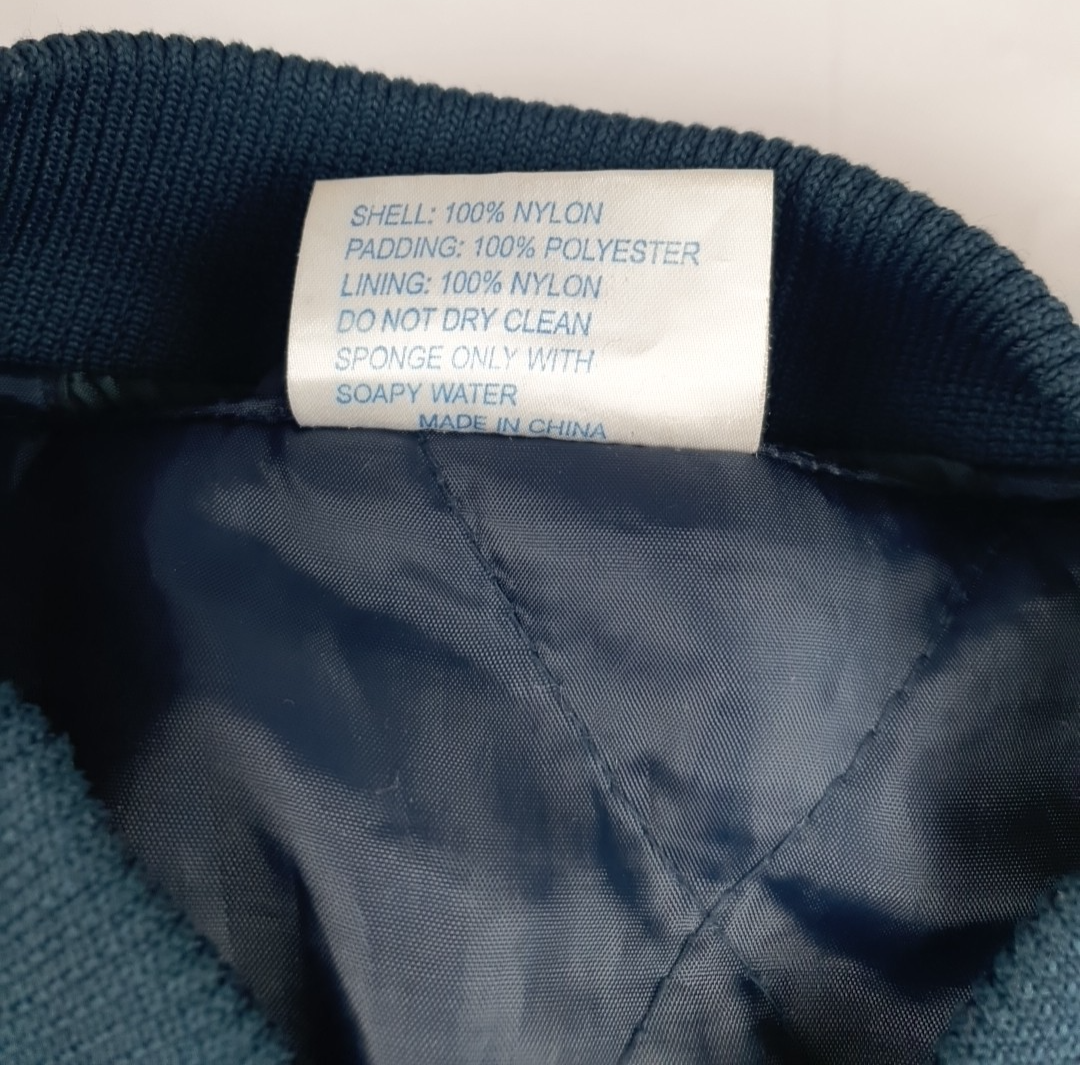 SHELL: 100% NYLON
PADDING: 100% POLYESTER
LINING: 100% NYLON
DO NOT DRY CLEAN
SPONGE ONLY WITH
SOAPY WATER
MADE IN CHINA